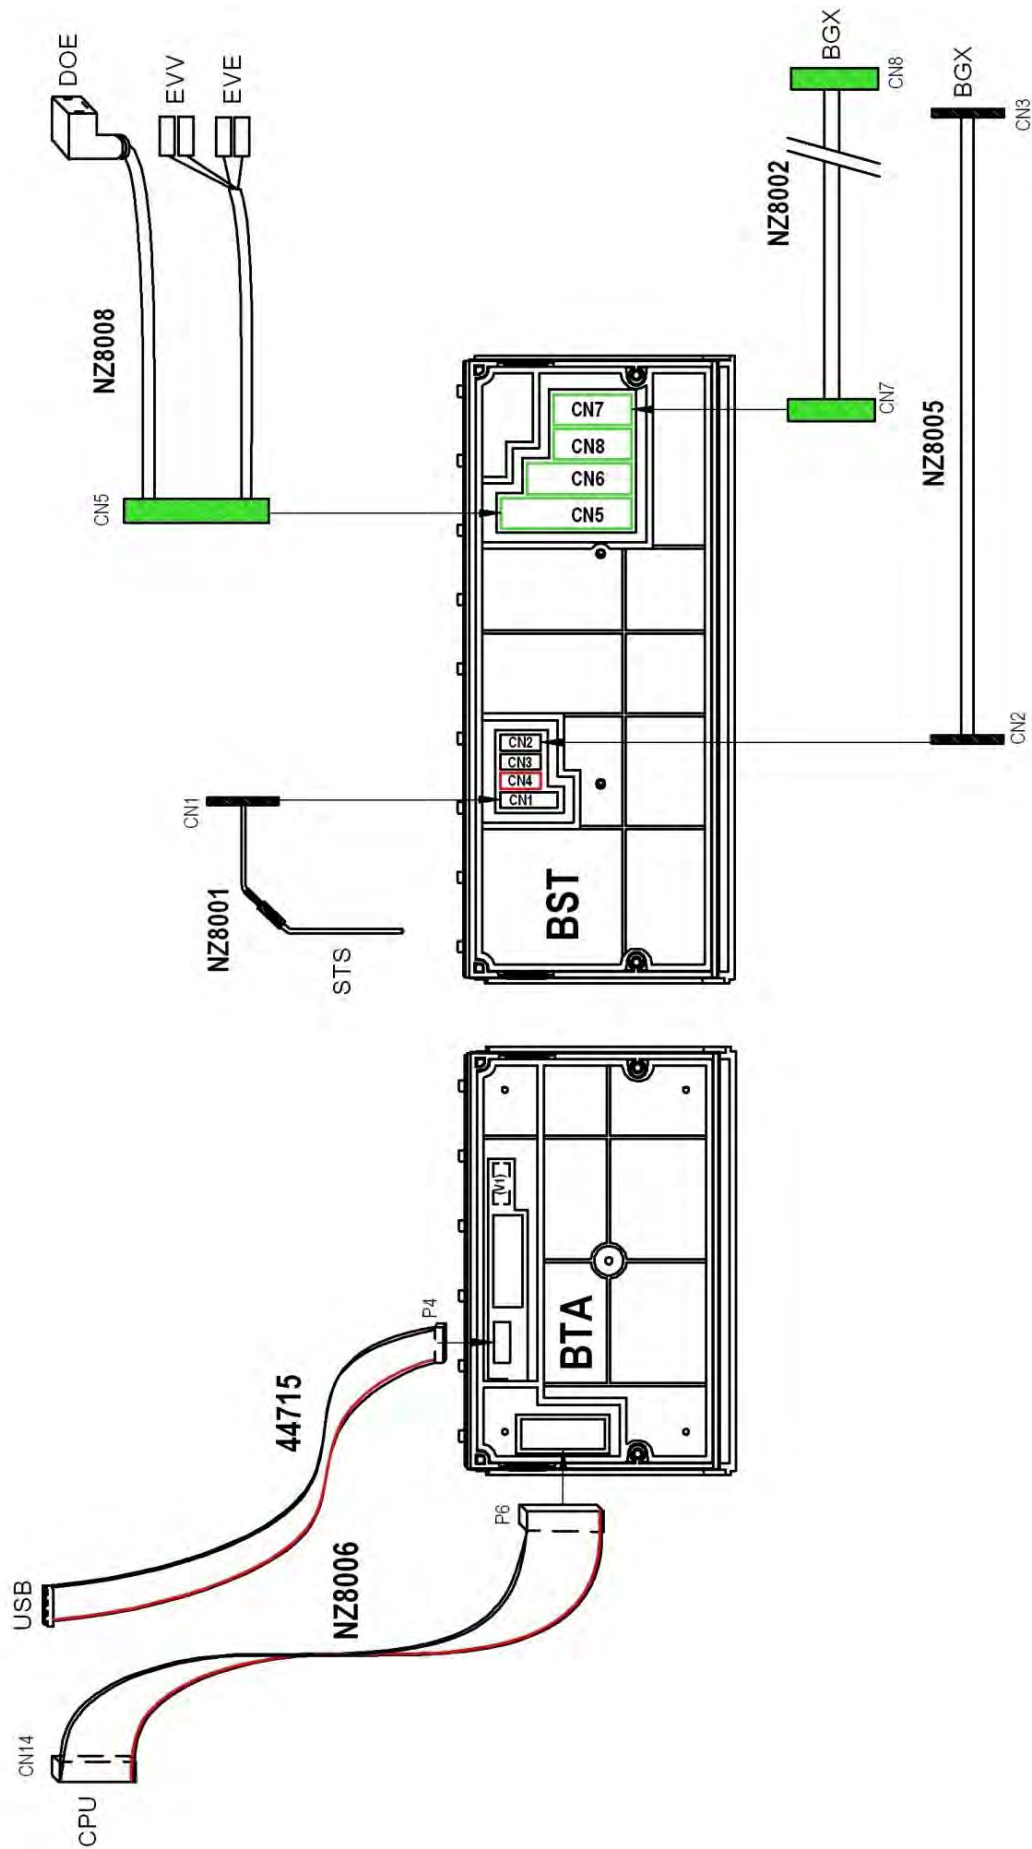 DOE
EVV
EVE
NZ8008
CN5
BGX
CN8
NZ8002
CN7
BGX
CN3
NZ8005
CN2
CN7
CN8
CN6
CN5
CN2
CN3
CN4
CN1
BST
CN1
NZ8001
STS
(V1)
BTA
P4
44715
USB
P6
NZ8006
CN14
CPU